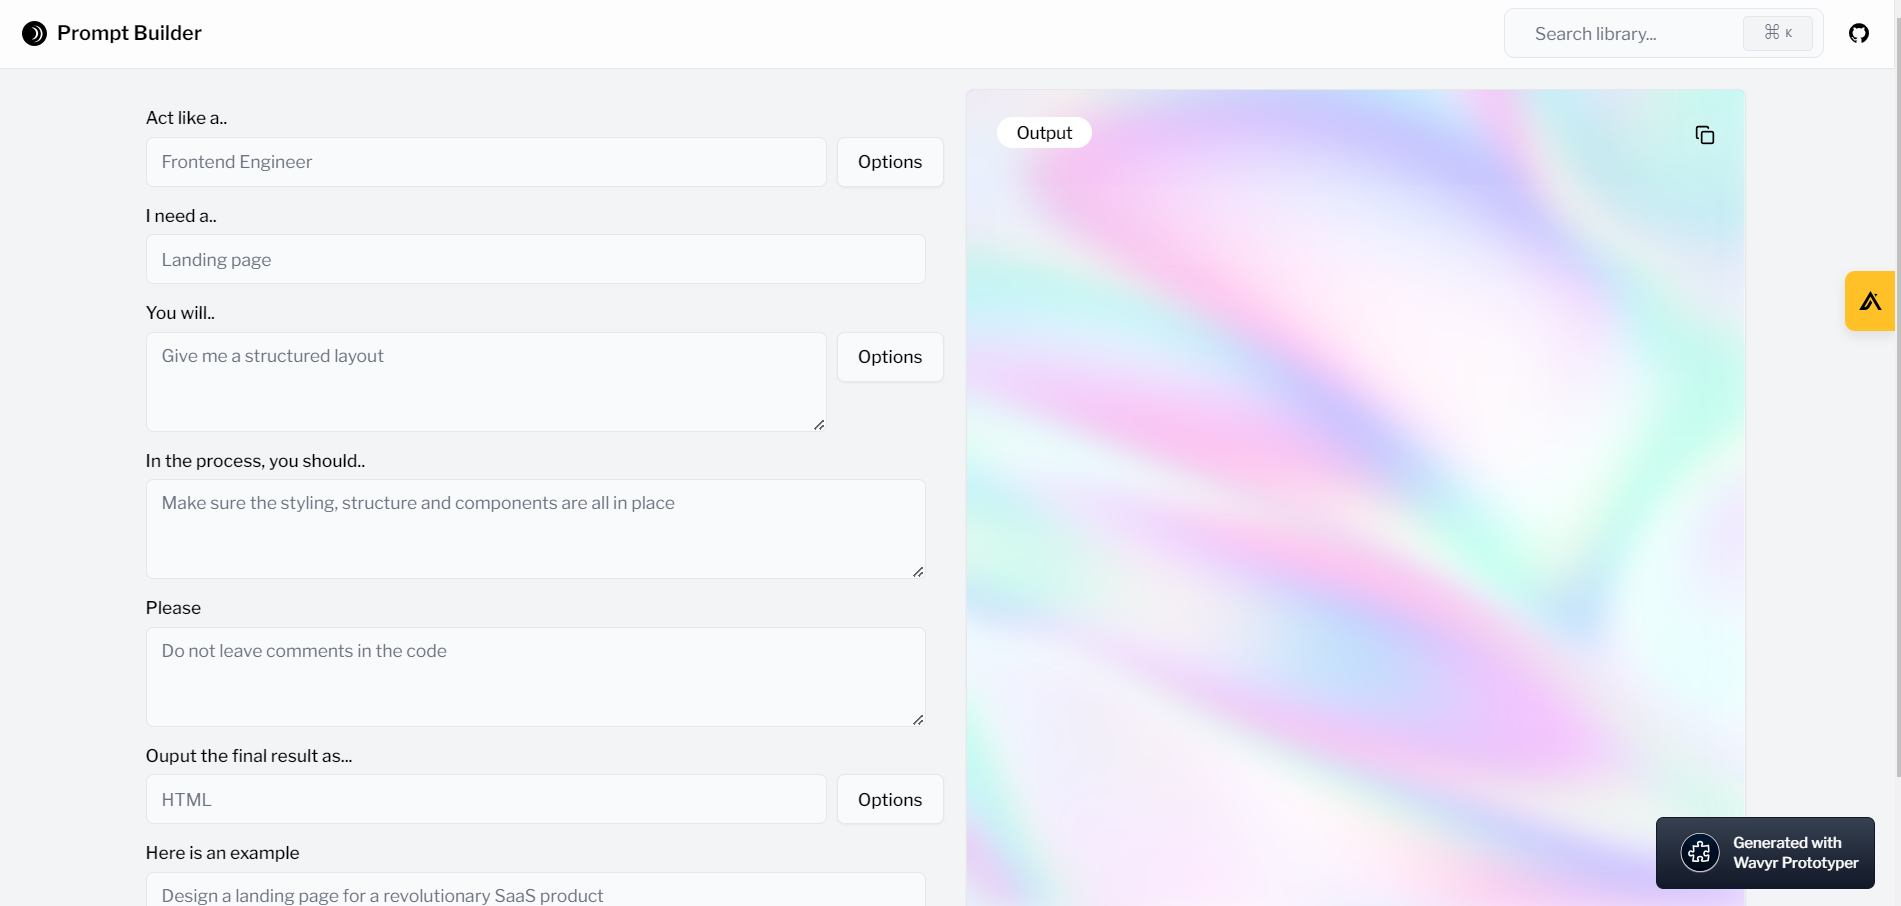 Prompt Builder
Search library...
⌘ K
Act like a..
Frontend Engineer
Options
I need a..
Landing page
You will..
Give me a structured layout
Options
In the process, you should..
Make sure the styling, structure and components are all in place
Please
Do not leave comments in the code
Ouput the final result as...
HTML
Options
Here is an example
Design a landing page for a revolutionary SaaS product
Output
Generated with
Wavyr Prototyper